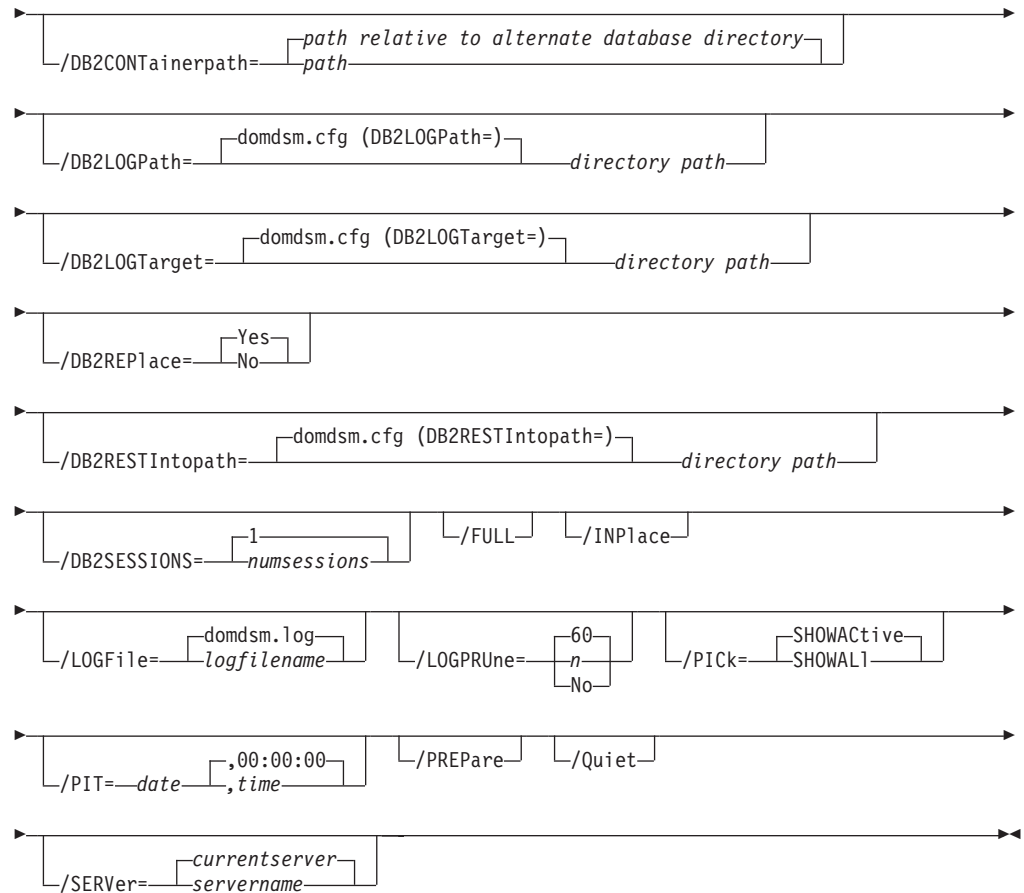 path relative to alternate database directory
/DB2CONTainerpath= path
domdsm.cfg (DB2LOGPath=)
/DB2LOGPath= directory path
domdsm.cfg (DB2LOGTarget=)
/DB2LOGTarget= directory path
Yes
/DB2REPlace= No
domdsm.cfg (DB2RESTIntopath=)
/DB2RESTIntopath= directory path
1 /FULL /INPlace
/DB2SESSIONS= numsessions
domdsm.log 60 SHOWACtive
/LOGFile= logfilename /LOGPRUne= n /PICk= SHOWALl
No
,00:00:00 /PREPare /Quiet
/PIT= date ,time
currentserver
/SERVer= servername